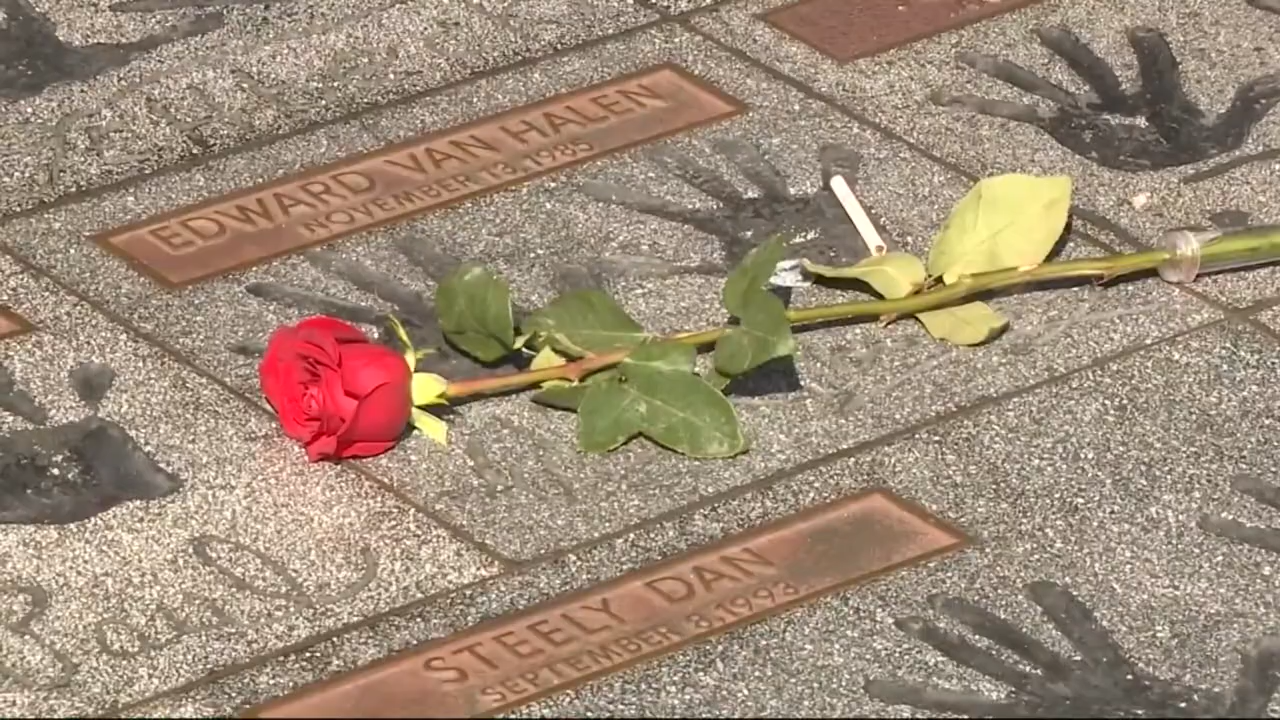 EDWARD VAN HALEN
NOVEMBER 13, 1985
STEELY DAN
SEPTEMBER 8, 1993